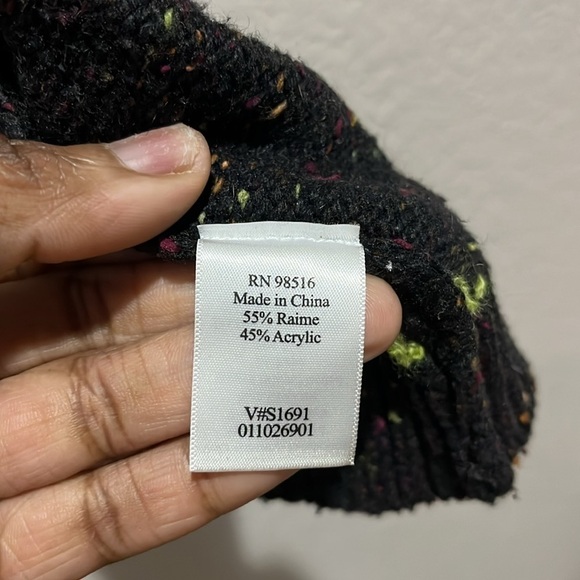 RN 98516
Made in China
55% Raime
45% Acrylic
V#S1691
011026901